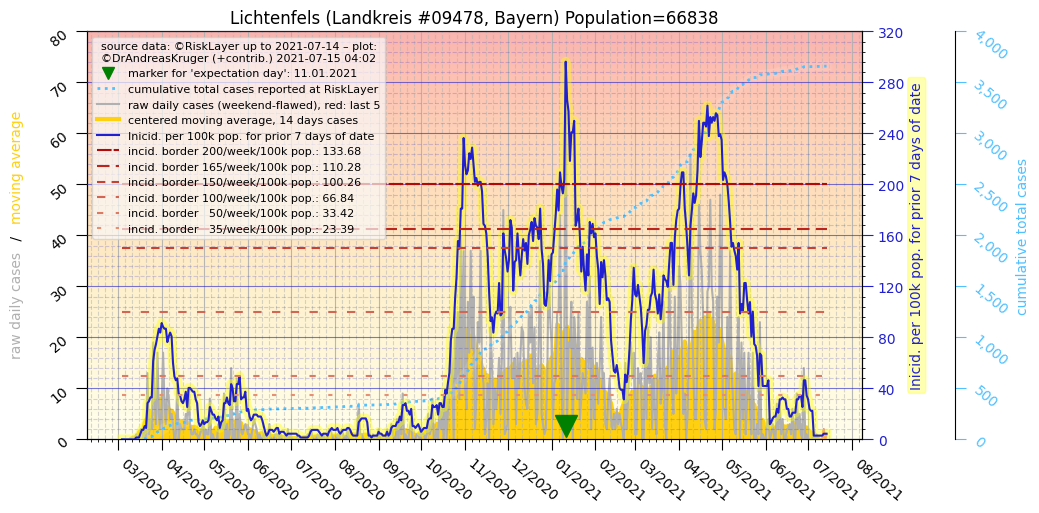 Lichtenfels (Landkreis #09478, Bayern) Population=66838
source data: ©RiskLayer up to 2021-07-14 – plot:
©DrAndreasKruger (+contrib.) 2021-07-15 04:02
marker for 'expectation day': 11.01.2021
cumulative total cases reported at RiskLayer
raw daily cases (weekend-flawed), red: last 5
centered moving average, 14 days cases
Inicid. per 100k pop. for prior 7 days of date
incid. border 200/week/100k pop.: 133.68
incid. border 165/week/100k pop.: 110.28
incid. border 150/week/100k pop.: 100.26
incid. border 100/week/100k pop.: 66.84
incid. border 50/week/100k pop.: 33.42
incid. border 35/week/100k pop.: 23.39
raw daily cases / moving average
80
70
60
50
40
30
20
10
0
03/2020
04/2020
05/2020
06/2020
07/2020
08/2020
09/2020
10/2020
11/2020
12/2020
01/2021
02/2021
03/2021
04/2021
05/2021
06/2021
07/2021
08/2021
320
280
240
200
160
120
80
40
0
Inicid. per 100k pop. for prior 7 days of date
4,000
3,500
3,000
2,500
2,000
1,500
1,000
500
0
cumulative total cases